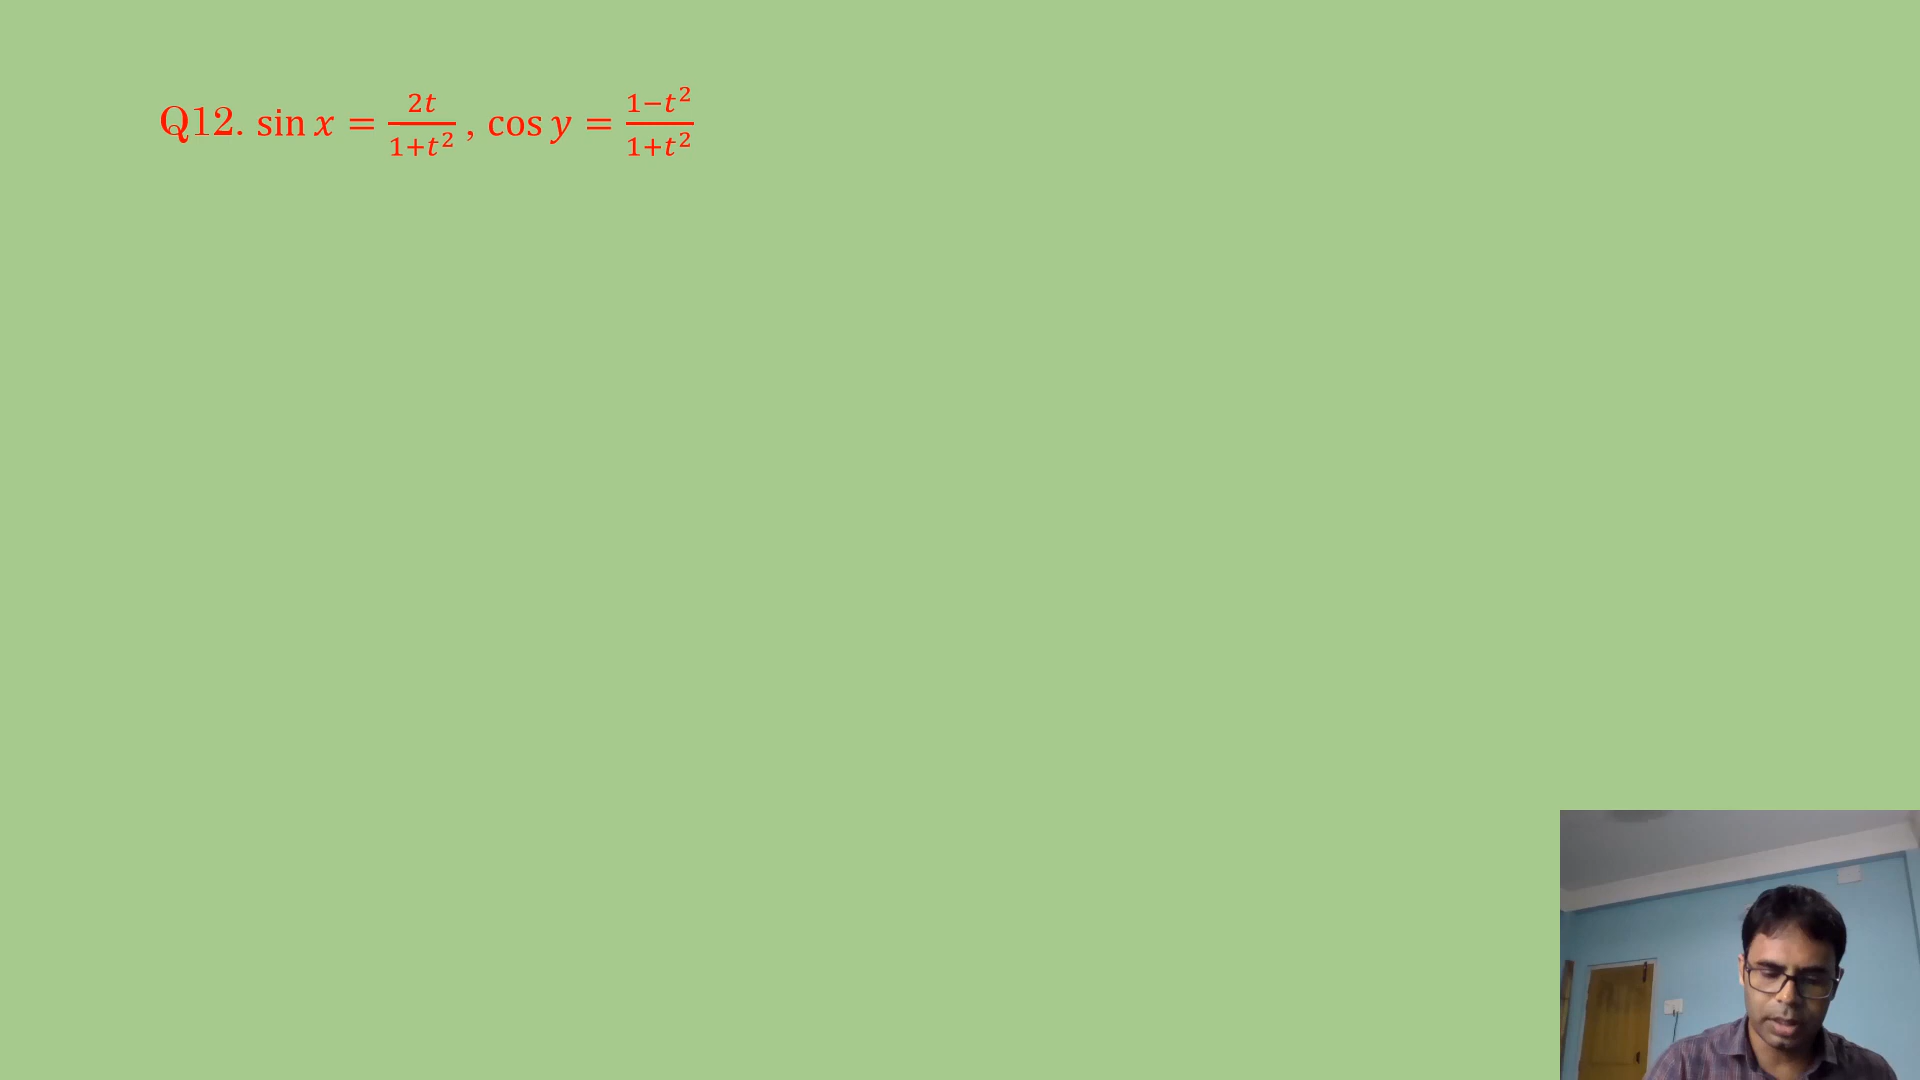 Q12. sin x = 2t/(1+t²) , cos y = (1−t²)/(1+t²)